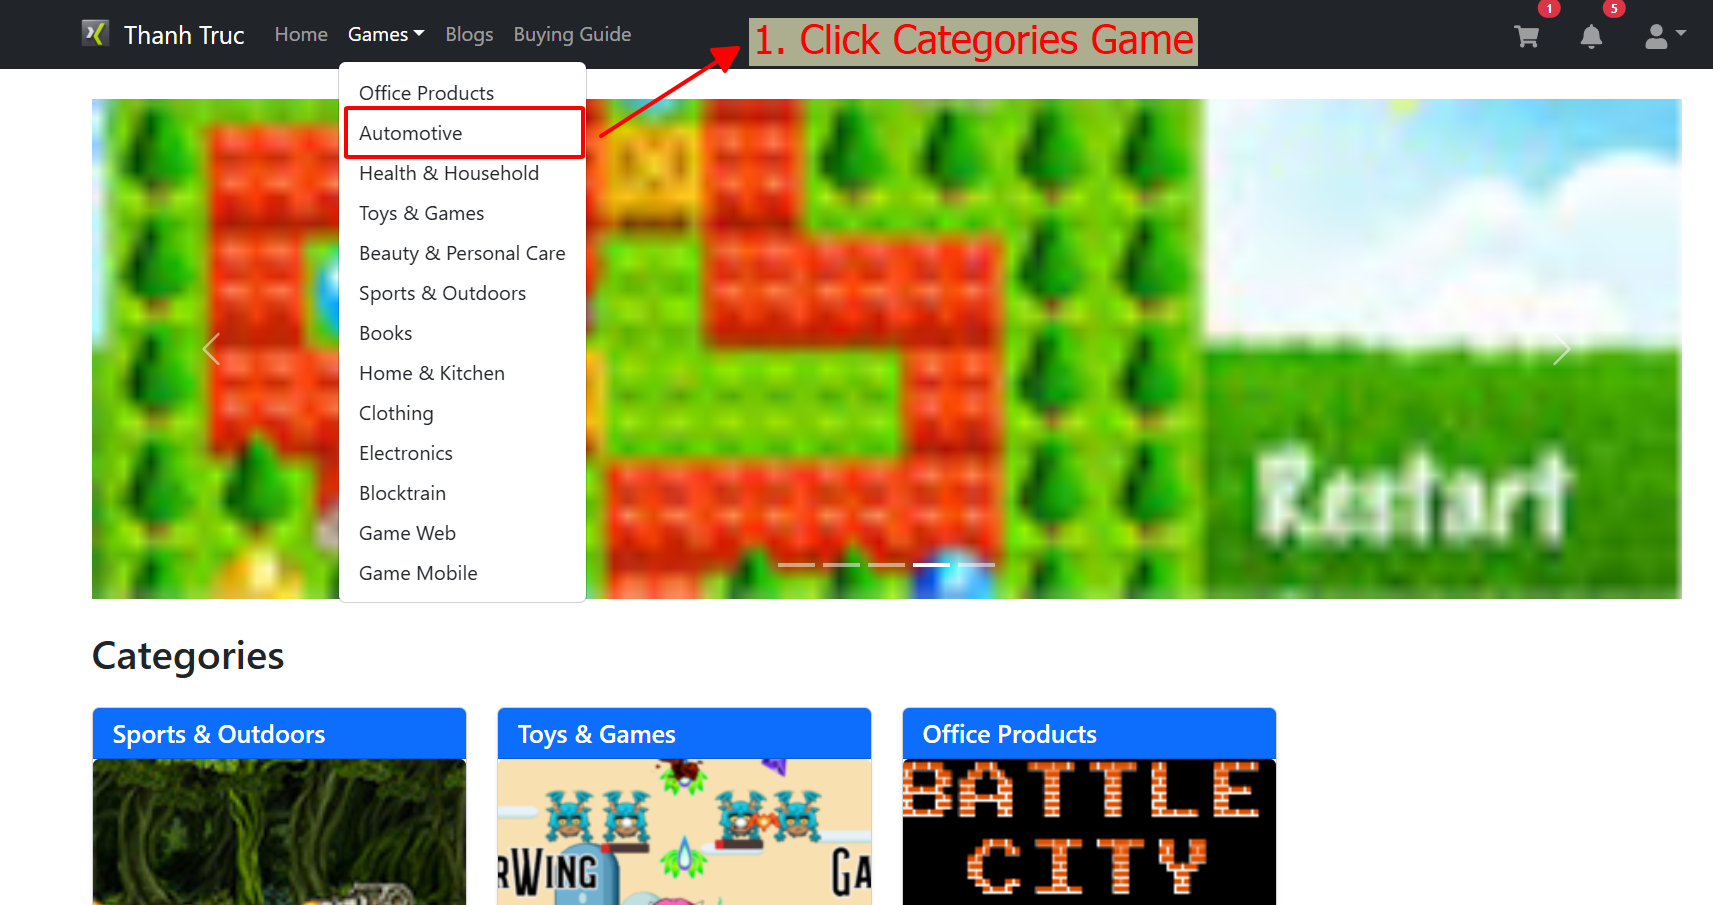 Thanh Truc
Home
Games
Blogs
Buying Guide
1. Click Categories Game
1
5
Office Products
Automotive
Health & Household
Toys & Games
Beauty & Personal Care
Sports & Outdoors
Books
Home & Kitchen
Clothing
Electronics
Blocktrain
Game Web
Game Mobile
Restart
Categories
Sports & Outdoors
Toys & Games
Office Products
BATTLE
CITY